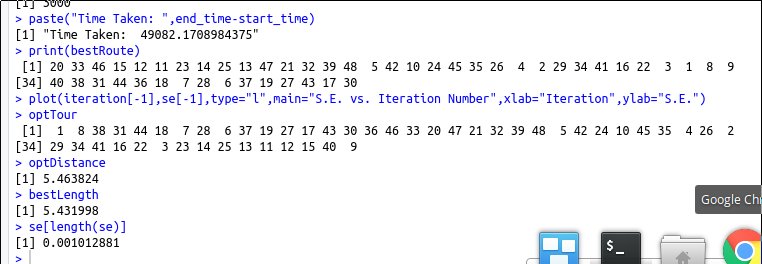 [1] 3000
> paste("Time Taken: ",end_time-start_time)
[1] "Time Taken:  49082.1708984375"
> print(bestRoute)
 [1] 20 33 46 15 12 11 23 14 25 13 47 21 32 39 48  5 42 10 24 45 35 26  4  2 29 34 41 16 22  3  1  8  9
[34] 40 38 31 44 36 18  7 28  6 37 19 27 43 17 30
> plot(iteration[-1],se[-1],type="l",main="S.E. vs. Iteration Number",xlab="Iteration",ylab="S.E.")
> optTour
 [1]  1  8 38 31 44 18  7 28  6 37 19 27 17 43 30 36 46 33 20 47 21 32 39 48  5 42 24 10 45 35  4 26  2
[34] 29 34 41 16 22  3 23 14 25 13 11 12 15 40  9
> optDistance
[1] 5.463824
> bestLength
[1] 5.431998
> se[length(se)]
[1] 0.001012881
>
Google Chr
$_